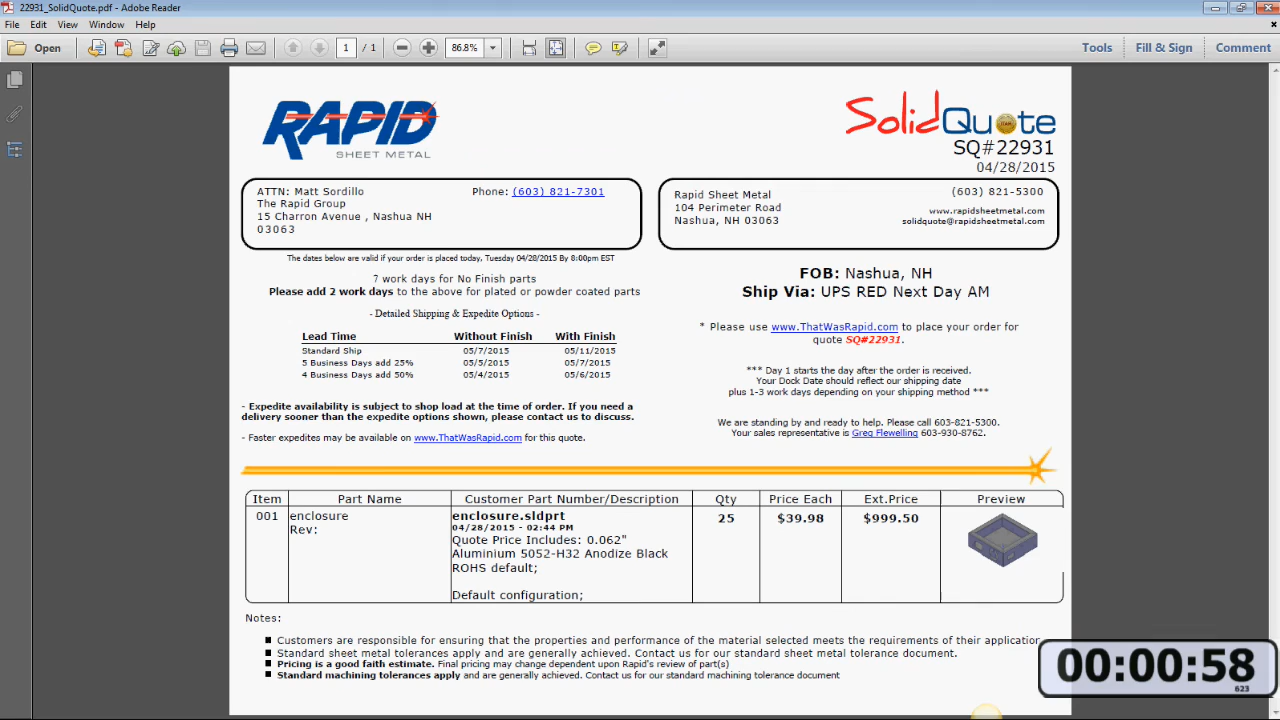 22931_SolidQuote.pdf - Adobe Reader
File Edit View Window Help
Open 1 / 1 86.8% Tools Fill & Sign Comment
RAPID
SHEET METAL
SolidQuote
SQ#22931
04/28/2015
ATTN: Matt Sordillo Phone: (603) 821-7301
The Rapid Group
15 Charron Avenue , Nashua NH
03063
Rapid Sheet Metal (603) 821-5300
104 Perimeter Road www.rapidsheetmetal.com
Nashua, NH 03063 solidquote@rapidsheetmetal.com
The dates below are valid if your order is placed today, Tuesday 04/28/2015 By 8:00pm EST
7 work days for No Finish parts
Please add 2 work days to the above for plated or powder coated parts
- Detailed Shipping & Expedite Options -
Lead Time Without Finish With Finish
Standard Ship 05/7/2015 05/11/2015
5 Business Days add 25% 05/5/2015 05/7/2015
4 Business Days add 50% 05/4/2015 05/6/2015
- Expedite availability is subject to shop load at the time of order. If you need a
delivery sooner than the expedite options shown, please contact us to discuss.
- Faster expedites may be available on www.ThatWasRapid.com for this quote.
FOB: Nashua, NH
Ship Via: UPS RED Next Day AM
* Please use www.ThatWasRapid.com to place your order for
quote SQ#22931.
*** Day 1 starts the day after the order is received.
Your Dock Date should reflect our shipping date
plus 1-3 work days depending on your shipping method ***
We are standing by and ready to help. Please call 603-821-5300.
Your sales representative is Greg Flewelling 603-930-8762.
Item Part Name Customer Part Number/Description Qty Price Each Ext.Price Preview
001 enclosure enclosure.sldprt 25 $39.98 $999.50
Rev: 04/28/2015 - 02:44 PM
Quote Price Includes: 0.062"
Aluminium 5052-H32 Anodize Black
ROHS default;
Default configuration;
Notes:
Customers are responsible for ensuring that the properties and performance of the material selected meets the requirements of their application
Standard sheet metal tolerances apply and are generally achieved. Contact us for our standard sheet metal tolerance document.
Pricing is a good faith estimate. Final pricing may change dependent upon Rapid's review of part(s)
Standard machining tolerances apply and are generally achieved. Contact us for our standard machining tolerance document
00:00:58
623